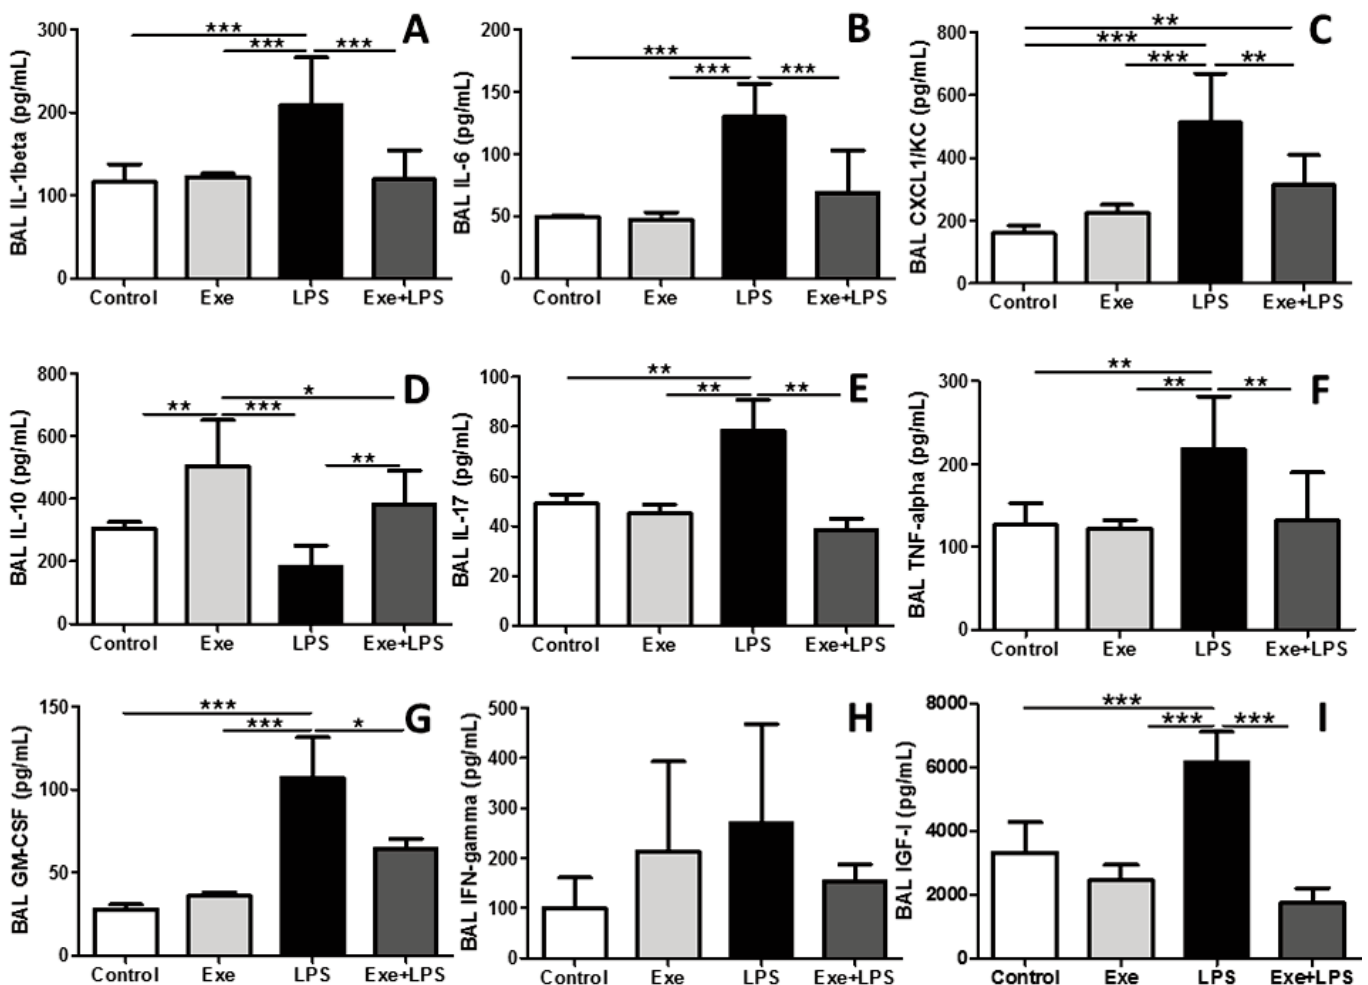 A
BAL IL-1beta (pg/mL)
300
200
100
0
*** 
*** ***
Control Exe LPS Exe+LPS
B
BAL IL-6 (pg/mL)
200
150
100
50
0
***
*** ***
Control Exe LPS Exe+LPS
C
BAL CXCL1/KC (pg/mL)
800
600
400
200
0
**
***
*** **
Control Exe LPS Exe+LPS
D
BAL IL-10 (pg/mL)
800
600
400
200
0
*
** ***
**
Control Exe LPS Exe+LPS
E
BAL IL-17 (pg/mL)
100
80
60
40
20
0
**
** **
Control Exe LPS Exe+LPS
F
BAL TNF-alpha (pg/mL)
300
200
100
0
**
** **
Control Exe LPS Exe+LPS
G
BAL GM-CSF (pg/mL)
150
100
50
0
***
*** *
Control Exe LPS Exe+LPS
H
BAL IFN-gamma (pg/mL)
500
400
300
200
100
0
Control Exe LPS Exe+LPS
I
BAL IGF-I (pg/mL)
8000
6000
4000
2000
0
***
*** ***
Control Exe LPS Exe+LPS